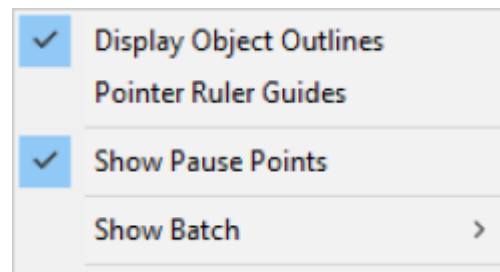 Display Object Outlines
Pointer Ruler Guides
Show Pause Points
Show Batch